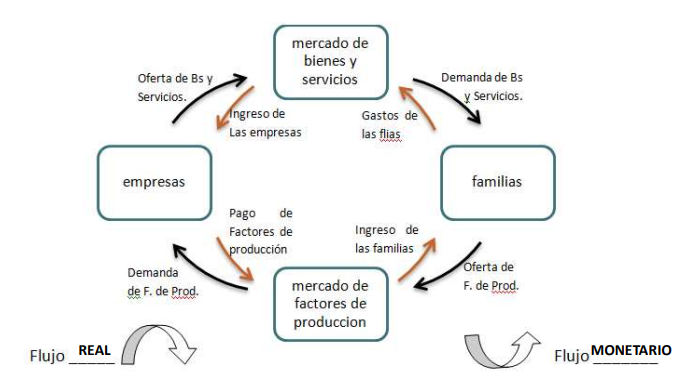 mercado de
bienes y
servicios
Oferta de Bs y
Servicios.
Demanda de Bs
y Servicios.
Ingreso de
Las empresas
Gastos de
las flias
empresas
familias
Pago de
Factores de
producción
Ingreso de
las familias
Demanda
de F. de Prod.
mercado de
factores de
produccion
Oferta de
F. de Prod.
Flujo REAL
Flujo MONETARIO